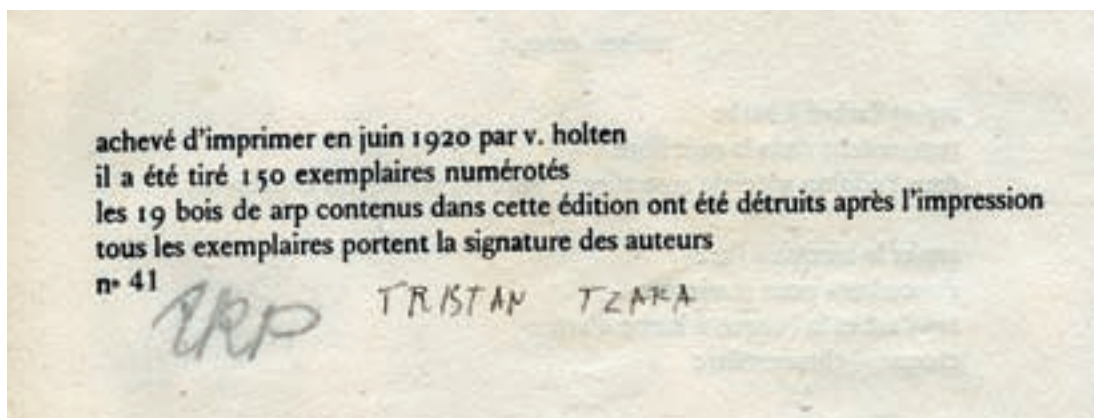 achevé d'imprimer en juin 1920 par v. holten
il a été tiré 150 exemplaires numérotés
les 19 bois de arp contenus dans cette édition ont été détruits après l'impression
tous les exemplaires portent la signature des auteurs
nº 41
ARP TRISTAN TZARA